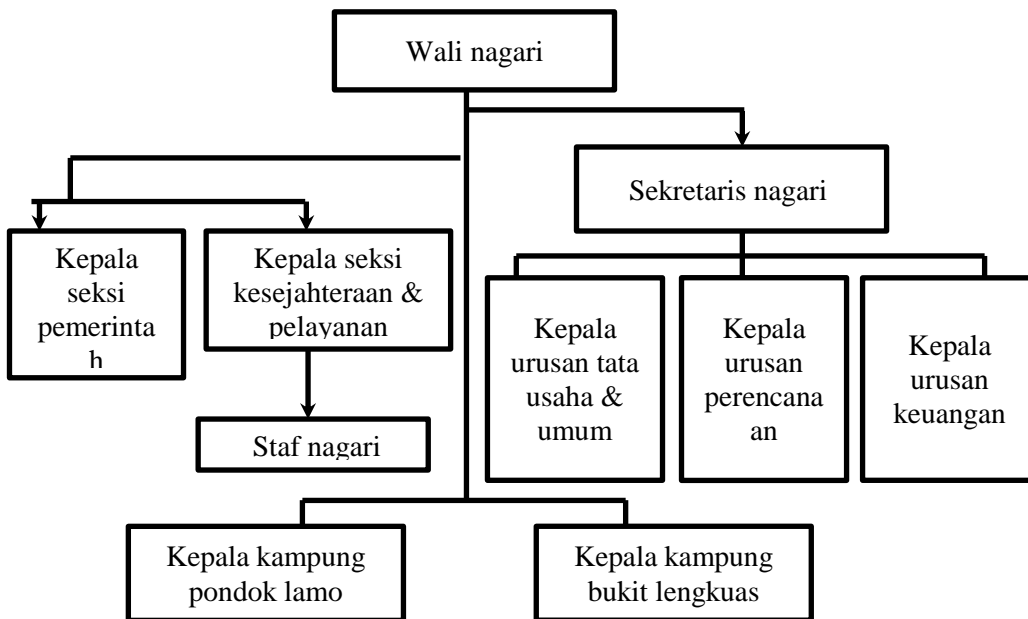 Wali nagari
Sekretaris nagari
Kepala
seksi
pemerinta
h
Kepala seksi
kesejahteraan &
pelayanan
Kepala
urusan tata
usaha &
umum
Kepala
urusan
perencana
an
Kepala
urusan
keuangan
Staf nagari
Kepala kampung
pondok lamo
Kepala kampung
bukit lengkuas